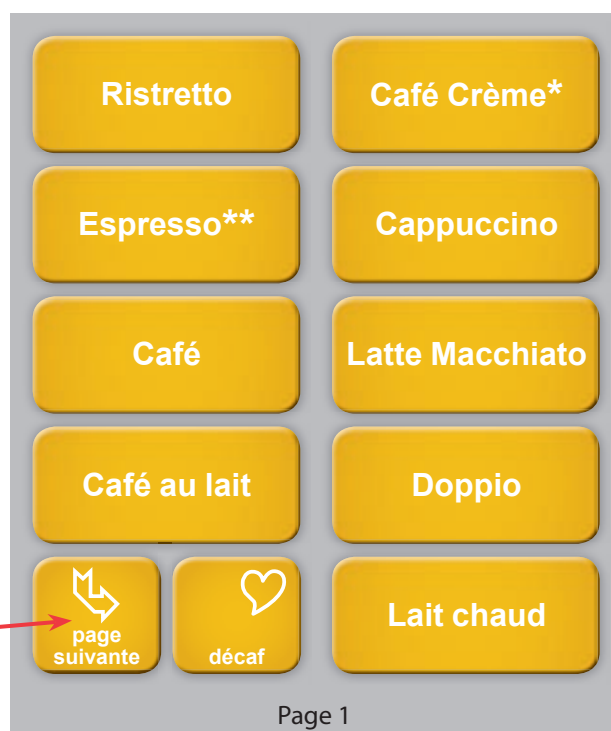 Ristretto
Café Crème*
Espresso**
Cappuccino
Café
Latte Macchiato
Café au lait
Doppio
page
suivante
décaf
Lait chaud
Page 1